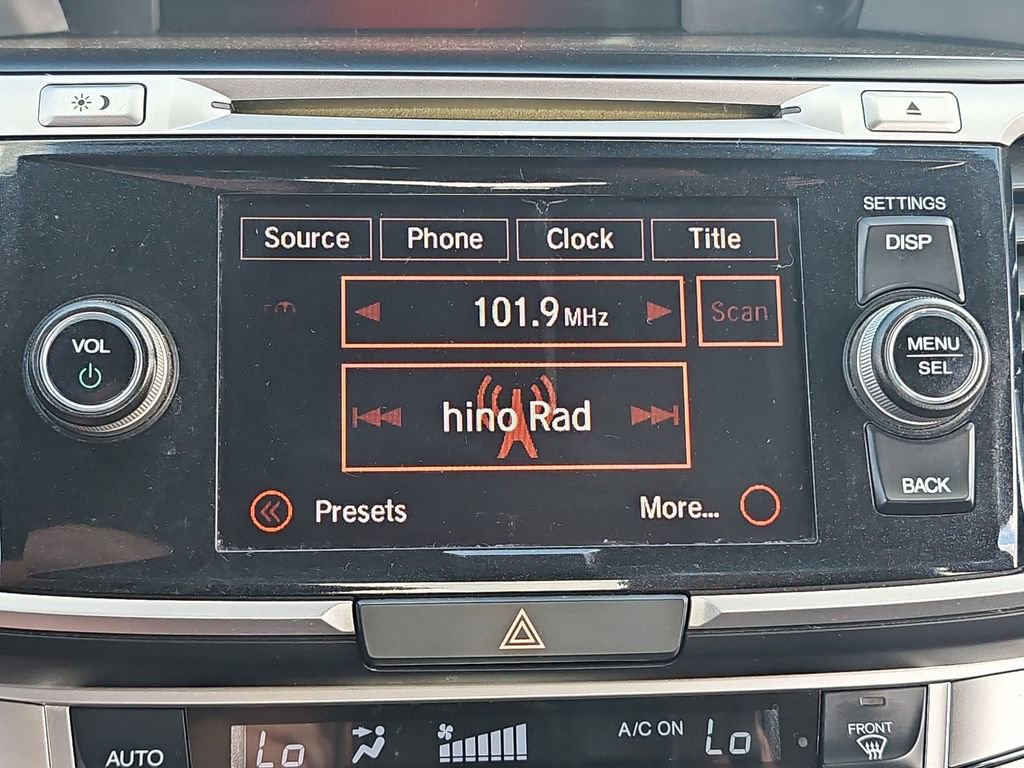 SETTINGS
Source Phone Clock Title
DISP
101.9 MHz
Scan
VOL
MENU
SEL
hino Rad
BACK
Presets
More...
A/C ON
FRONT
AUTO
Lo
Lo